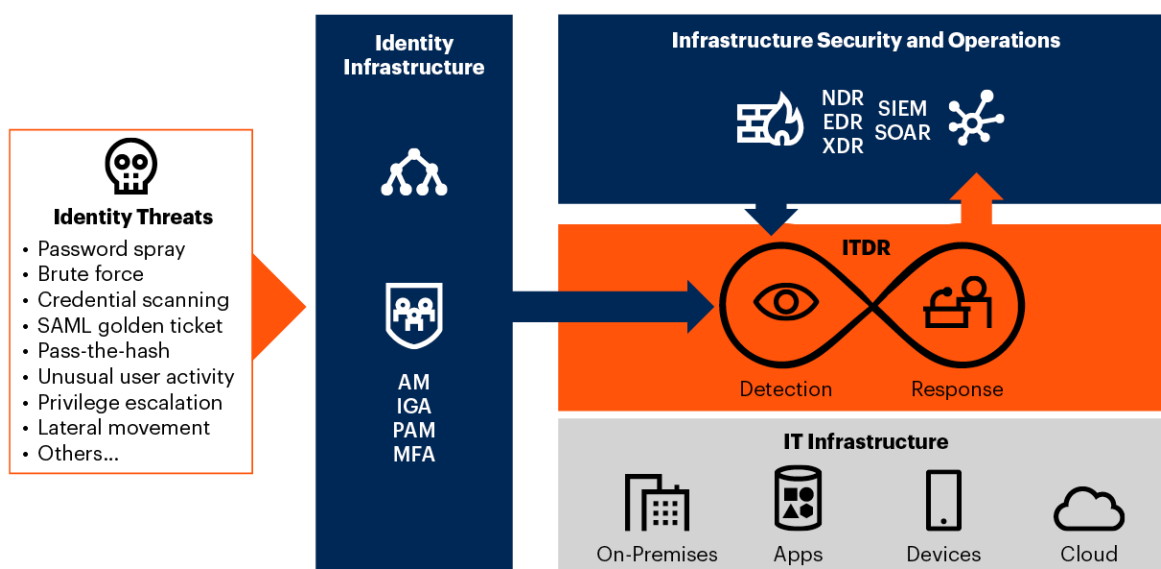 Identity Threats
• Password spray
• Brute force
• Credential scanning
• SAML golden ticket
• Pass-the-hash
• Unusual user activity
• Privilege escalation
• Lateral movement
• Others...
Identity
Infrastructure
AM
IGA
PAM
MFA
Infrastructure Security and Operations
NDR
EDR
XDR
SIEM
SOAR
ITDR
Detection
Response
IT Infrastructure
On-Premises
Apps
Devices
Cloud